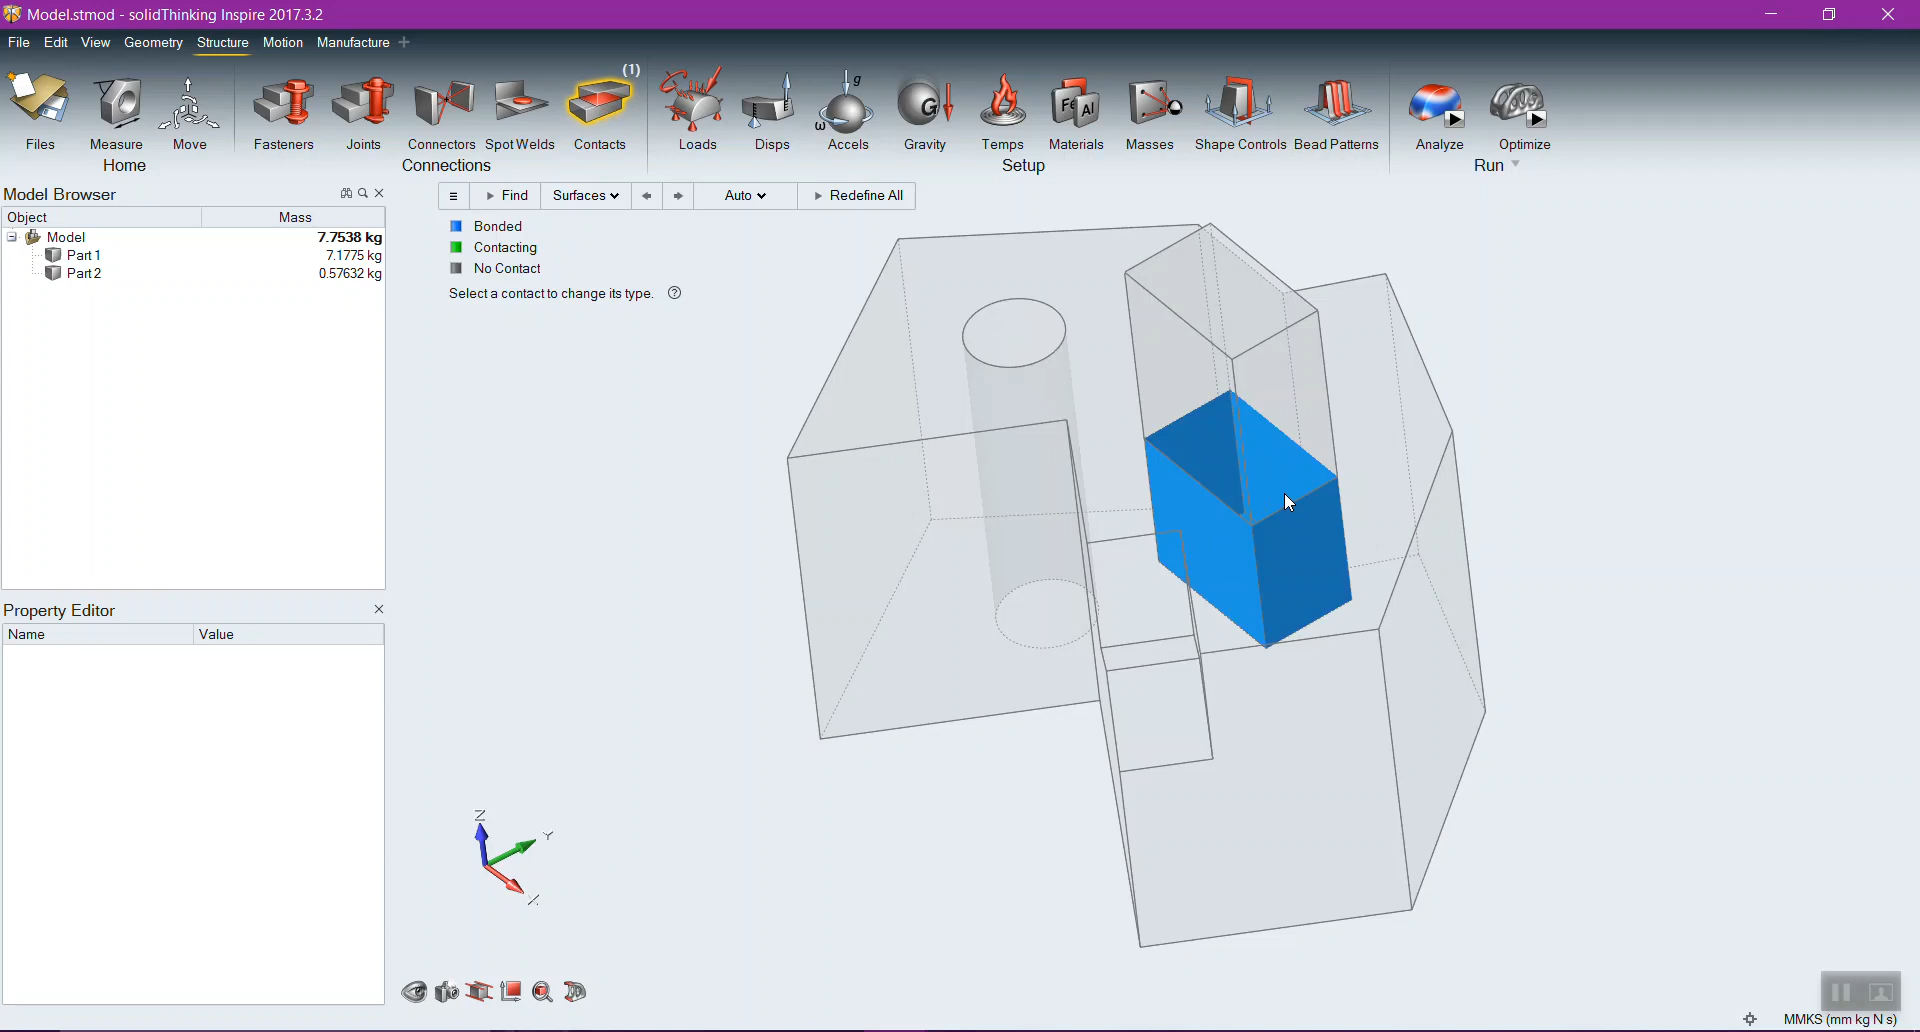 Model.stmod - solidThinking Inspire 2017.3.2
File Edit View Geometry Structure Motion Manufacture +
(1)
Files Measure Move Fasteners Joints Connectors Spot Welds Contacts Loads Disps Accels Gravity Temps Materials Masses Shape Controls Bead Patterns Analyze Optimize
Home Connections Setup Run
Model Browser
Object Mass
Model 7.7538 kg
Part 1 7.1775 kg
Part 2 0.57632 kg
Find Surfaces Auto Redefine All
Bonded
Contacting
No Contact
Select a contact to change its type. ?
g
ω
G
Fe
Al
Property Editor
Name Value
Z
Y
X
MMKS (mm kg N s)